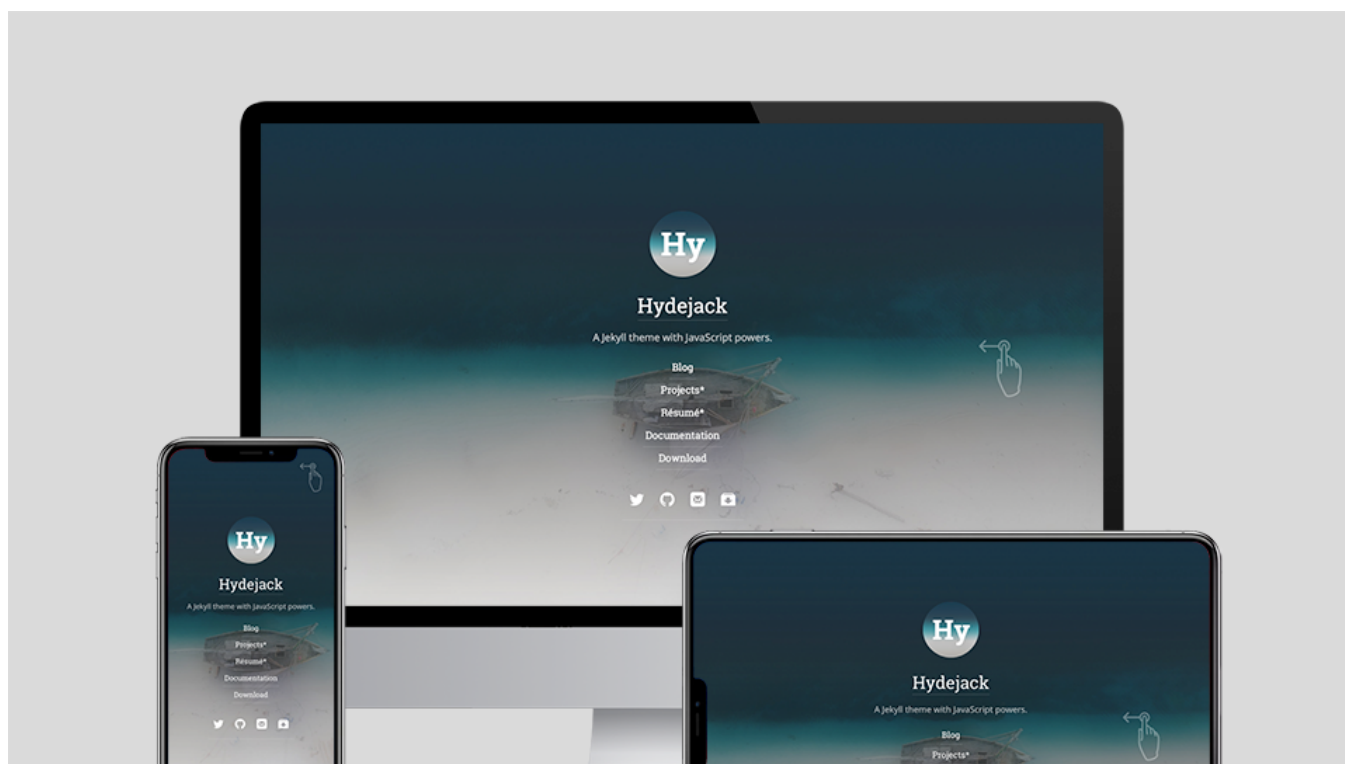 Hy
Hydejack
A Jekyll theme with JavaScript powers.
Blog
Projects*
Résumé*
Documentation
Download
Hy
Hydejack
A Jekyll theme with JavaScript powers.
Blog
Projects*
Résumé*
Documentation
Download
Hy
Hydejack
A Jekyll theme with JavaScript powers.
Blog
Projects*